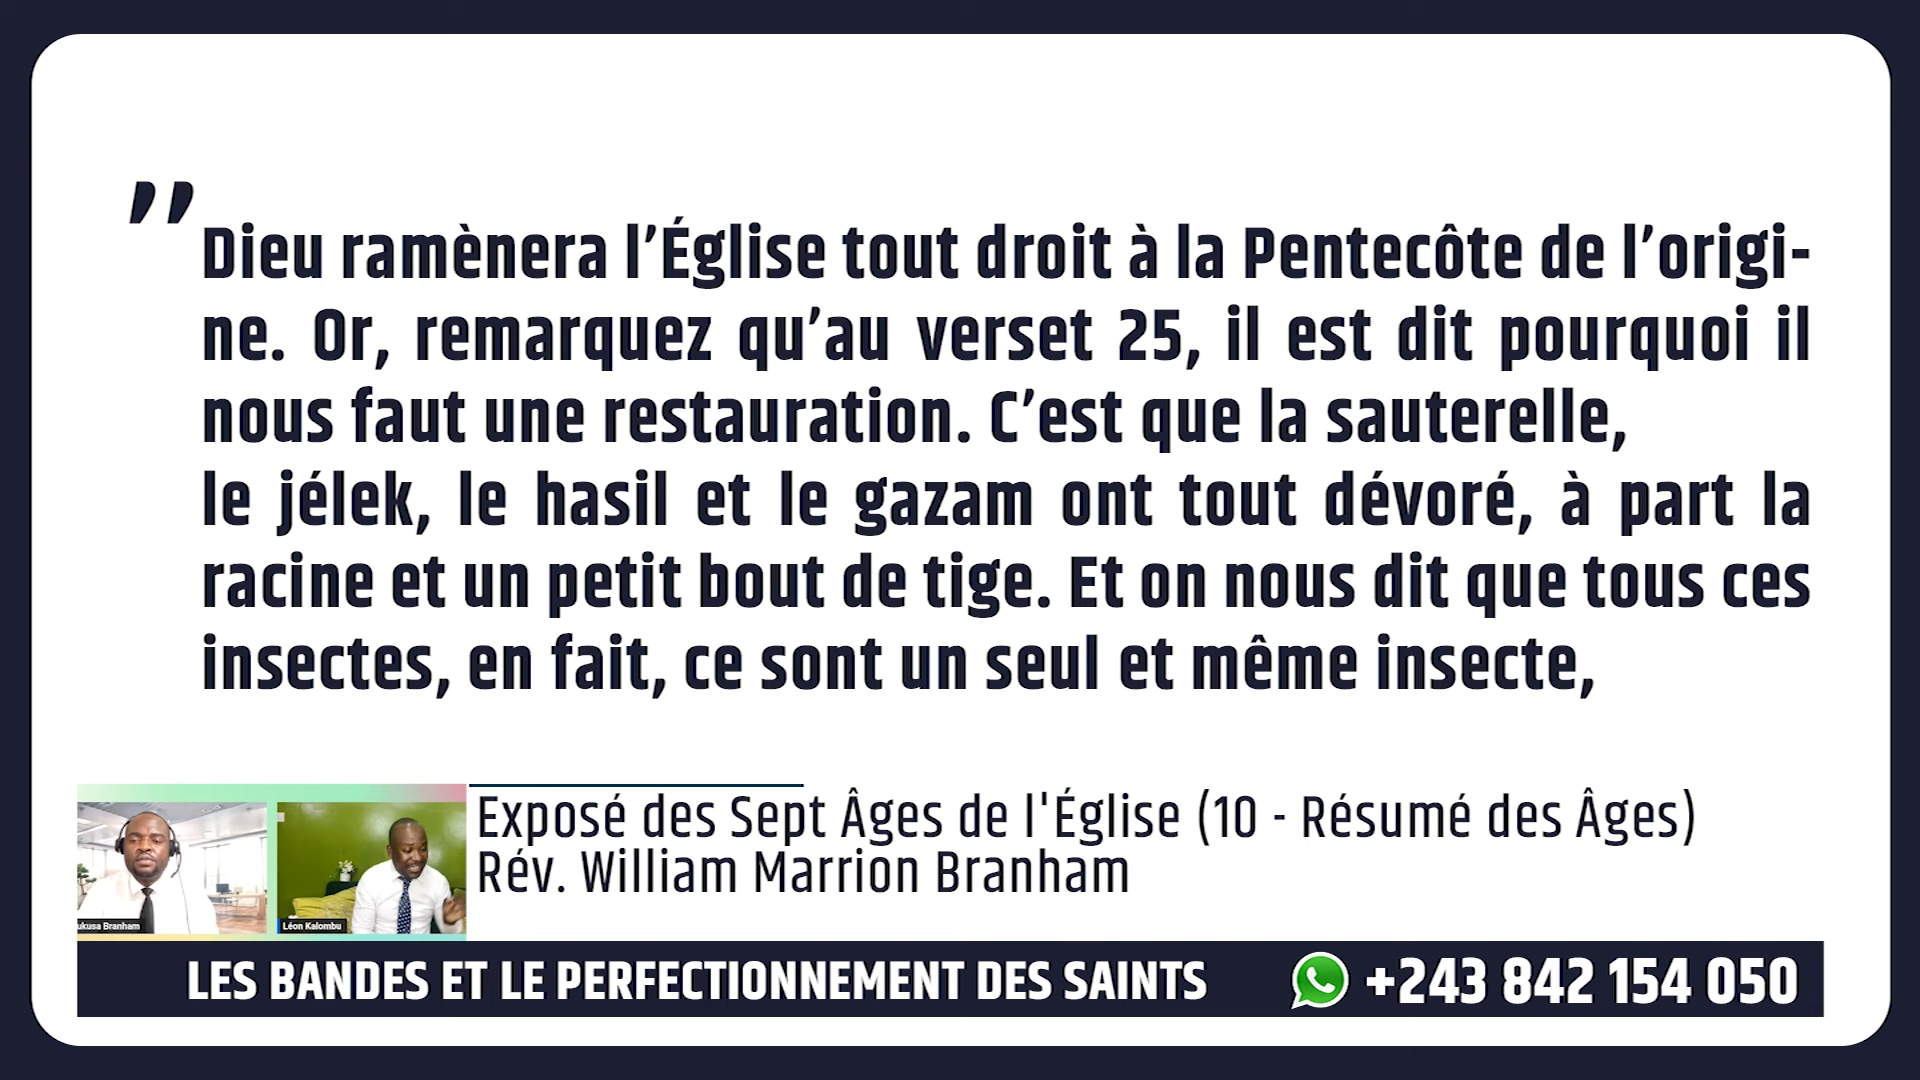 ”
Dieu ramènera l’Église tout droit à la Pentecôte de l’origi-
ne. Or, remarquez qu’au verset 25, il est dit pourquoi il
nous faut une restauration. C’est que la sauterelle,
le jélek, le hasil et le gazam ont tout dévoré, à part la
racine et un petit bout de tige. Et on nous dit que tous ces
insectes, en fait, ce sont un seul et même insecte,
Exposé des Sept Âges de l'Église (10 - Résumé des Âges)
Rév. William Marrion Branham
ukusa Branham
Léon Kalombu
LES BANDES ET LE PERFECTIONNEMENT DES SAINTS
+243 842 154 050